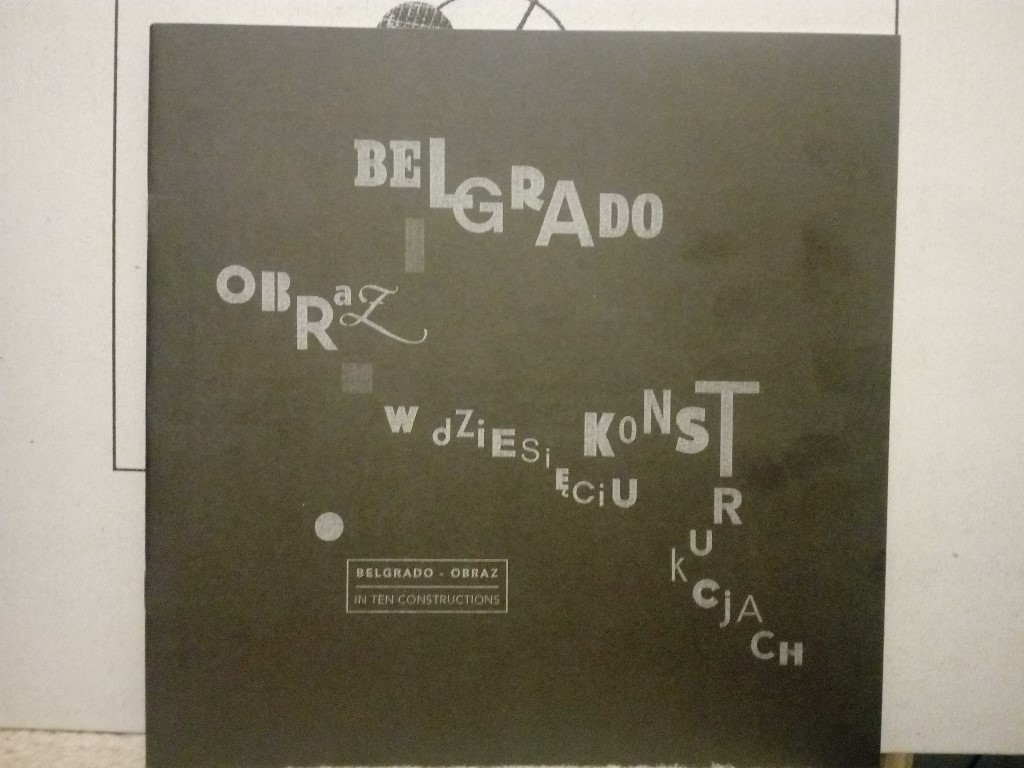 BELGRADO
OBRaZ
W dZiESiĘCiU
KONSTRUkCjACH
BELGRADO - OBRAZ
IN TEN CONSTRUCTIONS